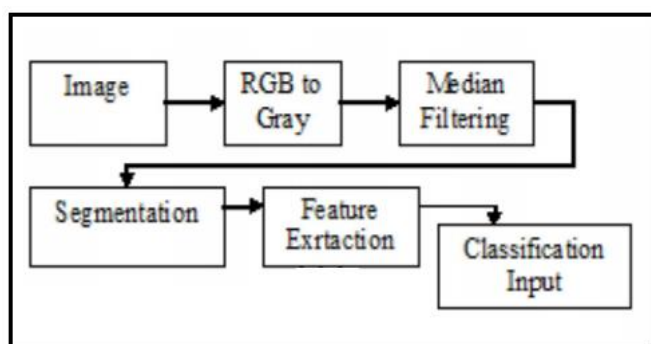 Image
RGB to
Gray
Median
Filtering
Segmentation
Feature
Exrtaction
Classification
Input